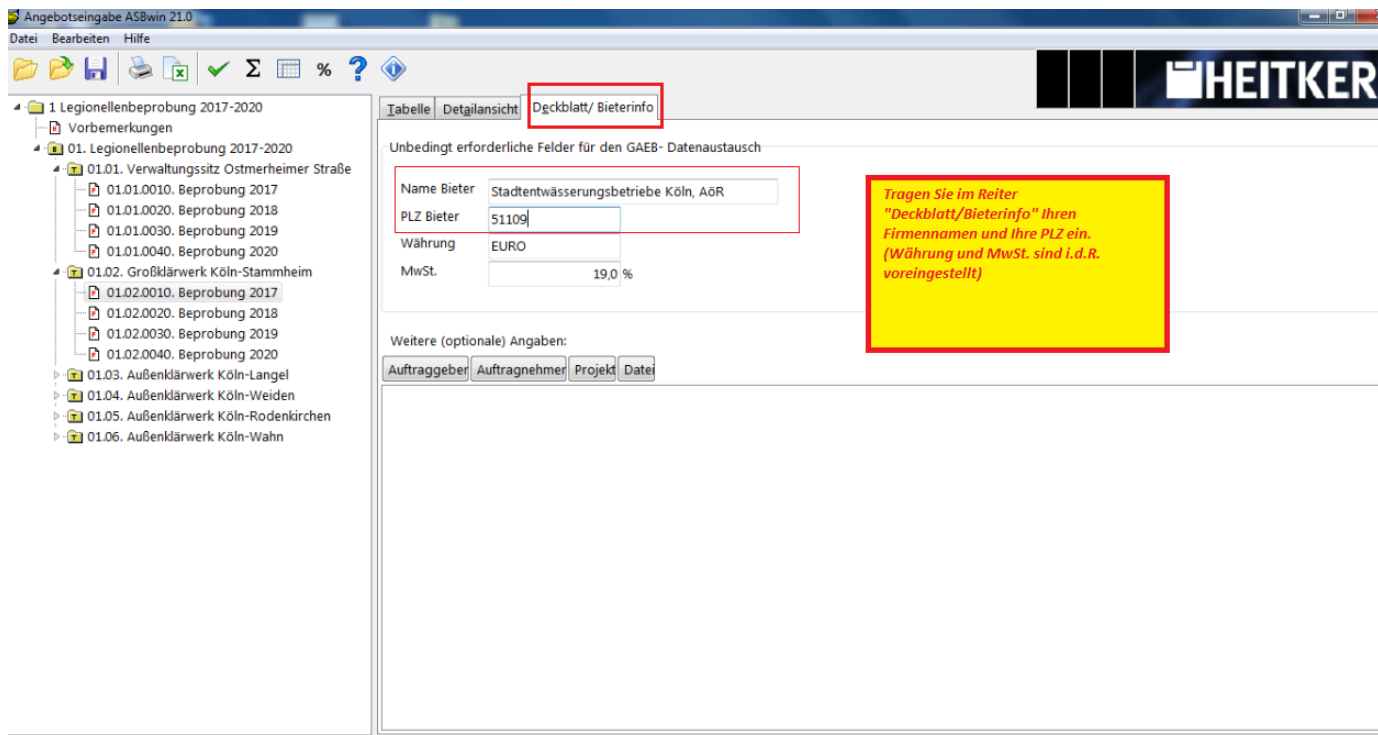 Angebotseingabe ASBwin 21.0
Datei Bearbeiten Hilfe
Σ % ?
HEITKER
1 Legionellenbeprobung 2017-2020
Vorbemerkungen
01. Legionellenbeprobung 2017-2020
01.01. Verwaltungssitz Ostmerheimer Straße
01.01.0010. Beprobung 2017
01.01.0020. Beprobung 2018
01.01.0030. Beprobung 2019
01.01.0040. Beprobung 2020
01.02. Großklärwerk Köln-Stammheim
01.02.0010. Beprobung 2017
01.02.0020. Beprobung 2018
01.02.0030. Beprobung 2019
01.02.0040. Beprobung 2020
01.03. Außenklärwerk Köln-Langel
01.04. Außenklärwerk Köln-Weiden
01.05. Außenklärwerk Köln-Rodenkirchen
01.06. Außenklärwerk Köln-Wahn
Tabelle Detailansicht Deckblatt/ Bieterinfo
Unbedingt erforderliche Felder für den GAEB- Datenaustausch
Name Bieter Stadtentwässerungsbetriebe Köln, AöR
PLZ Bieter 51109
Währung EURO
MwSt. 19,0 %
Tragen Sie im Reiter
"Deckblatt/Bieterinfo" Ihren
Firmennamen und Ihre PLZ ein.
(Währung und MwSt. sind i.d.R.
voreingestellt)
Weitere (optionale) Angaben:
Auftraggeber Auftragnehmer Projekt Datei